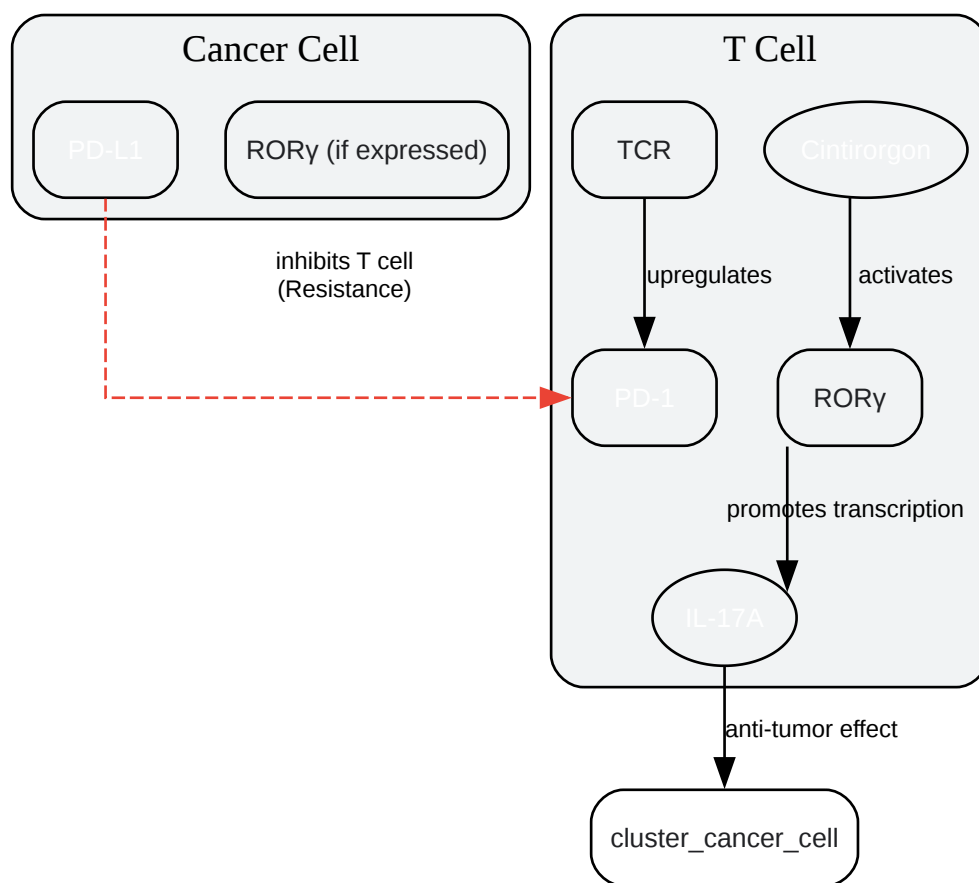 Cancer Cell
T Cell
PD-L1
RORγ (if expressed)
TCR
Cintirorgon
inhibits T cell
(Resistance)
upregulates
activates
PD-1
RORγ
promotes transcription
IL-17A
anti-tumor effect
cluster_cancer_cell